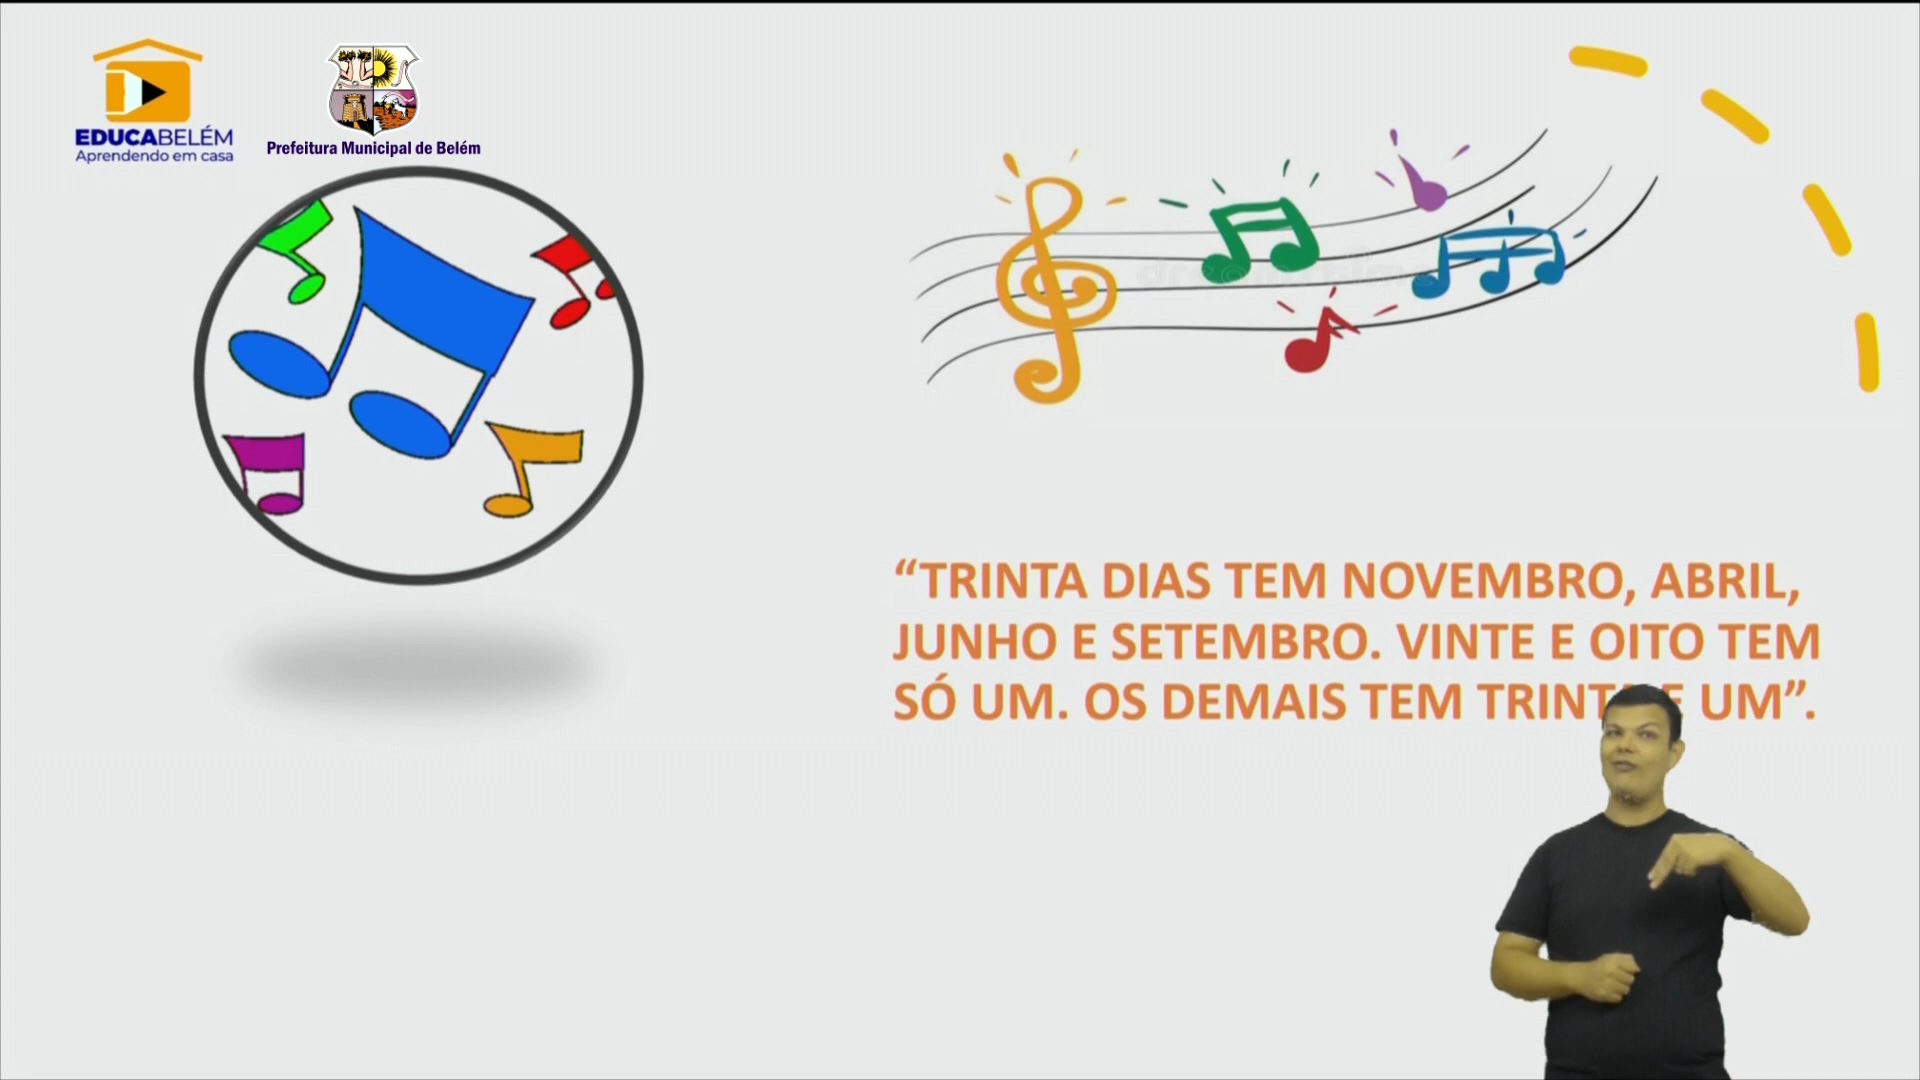 EDUCABELÉM
Aprendendo em casa
Prefeitura Municipal de Belém
“TRINTA DIAS TEM NOVEMBRO, ABRIL,
JUNHO E SETEMBRO. VINTE E OITO TEM
SÓ UM. OS DEMAIS TEM TRINTA E UM”.